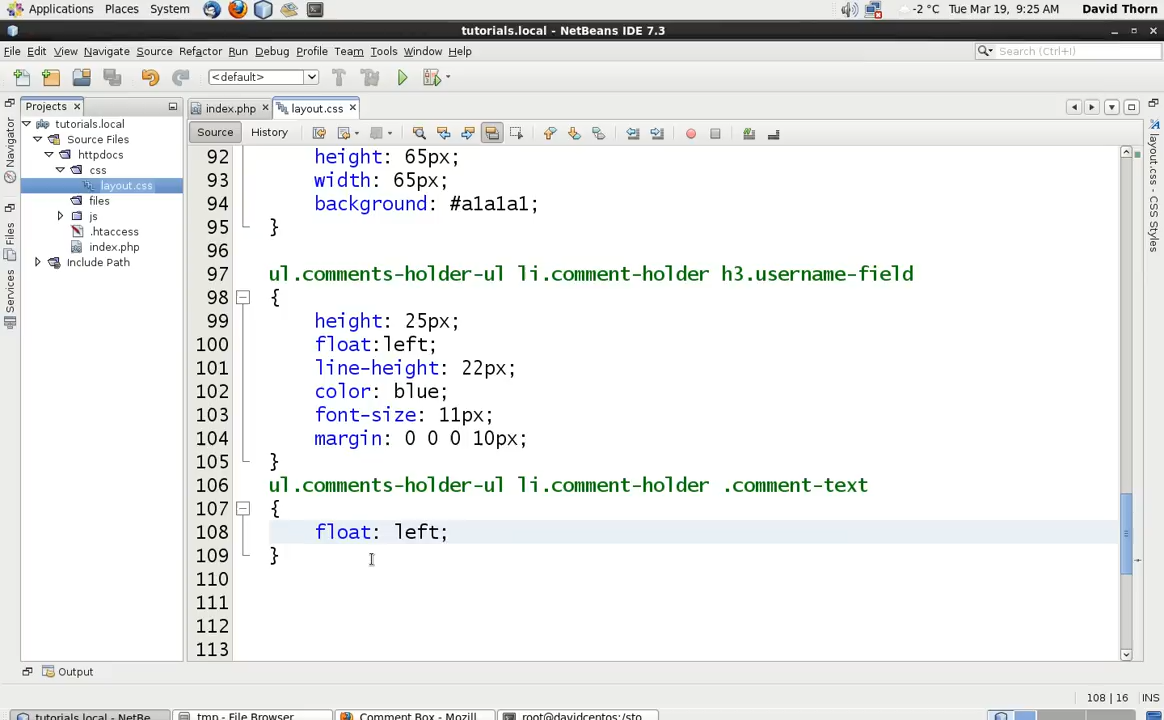 Applications Places System -2 °C Tue Mar 19, 9:25 AM David Thorn
tutorials.local - NetBeans IDE 7.3
File Edit View Navigate Source Refactor Run Debug Profile Team Tools Window Help Search (Ctrl+I)
<default>
Projects index.php layout.css
tutorials.local
Source Files
httpdocs
css
layout.css
files
js
.htaccess
index.php
Include Path
Navigator
Files
Services
Source History
92 height: 65px;
93 width: 65px;
94 background: #a1a1a1;
95 }
96
97 ul.comments-holder-ul li.comment-holder h3.username-field
98 {
99 height: 25px;
100 float:left;
101 line-height: 22px;
102 color: blue;
103 font-size: 11px;
104 margin: 0 0 0 10px;
105 }
106 ul.comments-holder-ul li.comment-holder .comment-text
107 {
108 float: left;
109 }
110
111
112
113
layout.css - CSS Styles
Output
108 | 16 INS
tutorials.local - NetBe... tmp - File Browser Comment Box - Mozill... root@davidcentos:/sto...